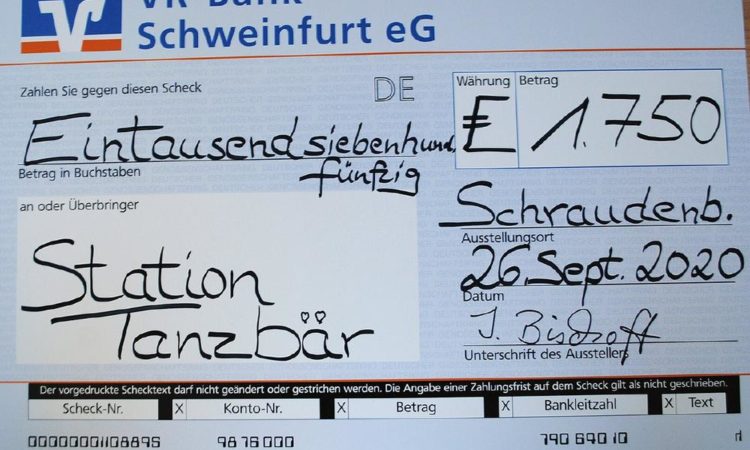 VR-Bank
Schweinfurt eG
Zahlen Sie gegen diesen Scheck
DE
Währung
Betrag
€
1.750
Eintausendsiebenhund.
fünfzig
Betrag in Buchstaben
an oder Überbringer
Station
Tanzbär
Schraudenb.
Ausstellungsort
26. Sept. 2020
Datum
J. Bischoff
Unterschrift des Ausstellers
Der vorgedruckte Schecktext darf nicht geändert oder gestrichen werden. Die Angabe einer Zahlungsfrist auf dem Scheck gilt als nicht geschrieben.
Scheck-Nr. X Konto-Nr. X Betrag X Bankleitzahl X Text
00000001108895 9876000 790 690 10